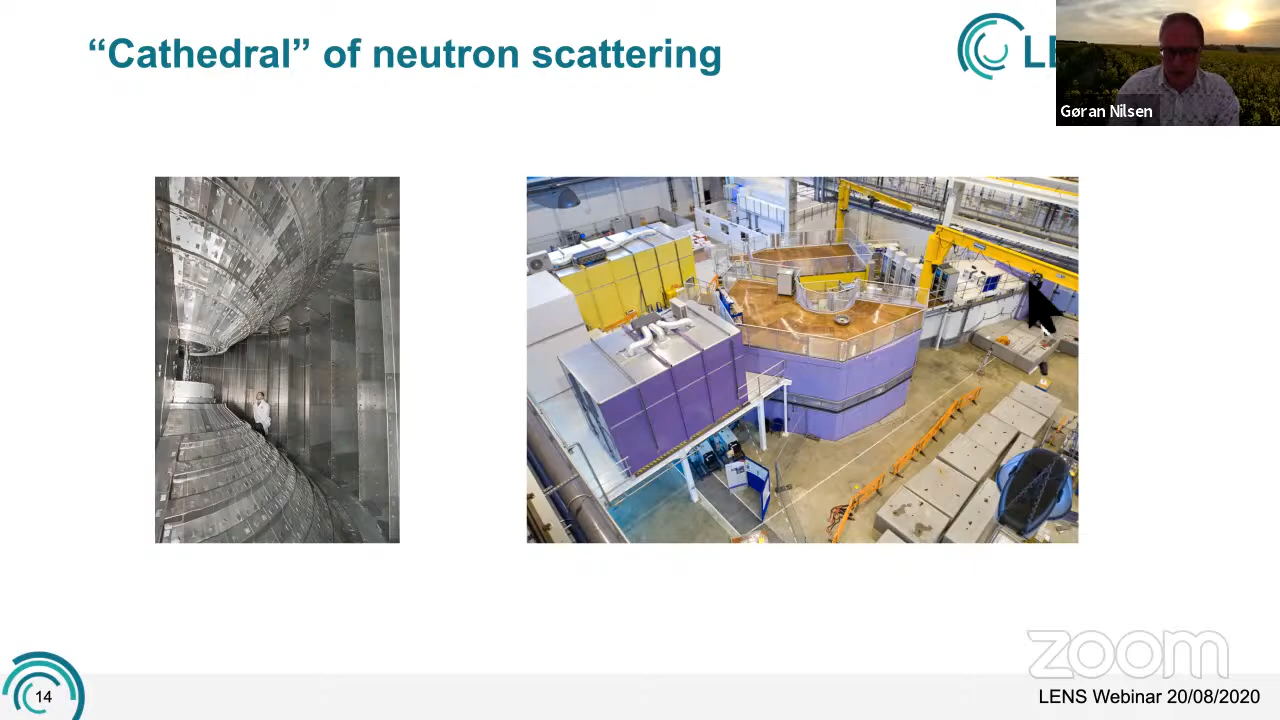 “Cathedral” of neutron scattering
LE
Gøran Nilsen
zoom
14
LENS Webinar 20/08/2020